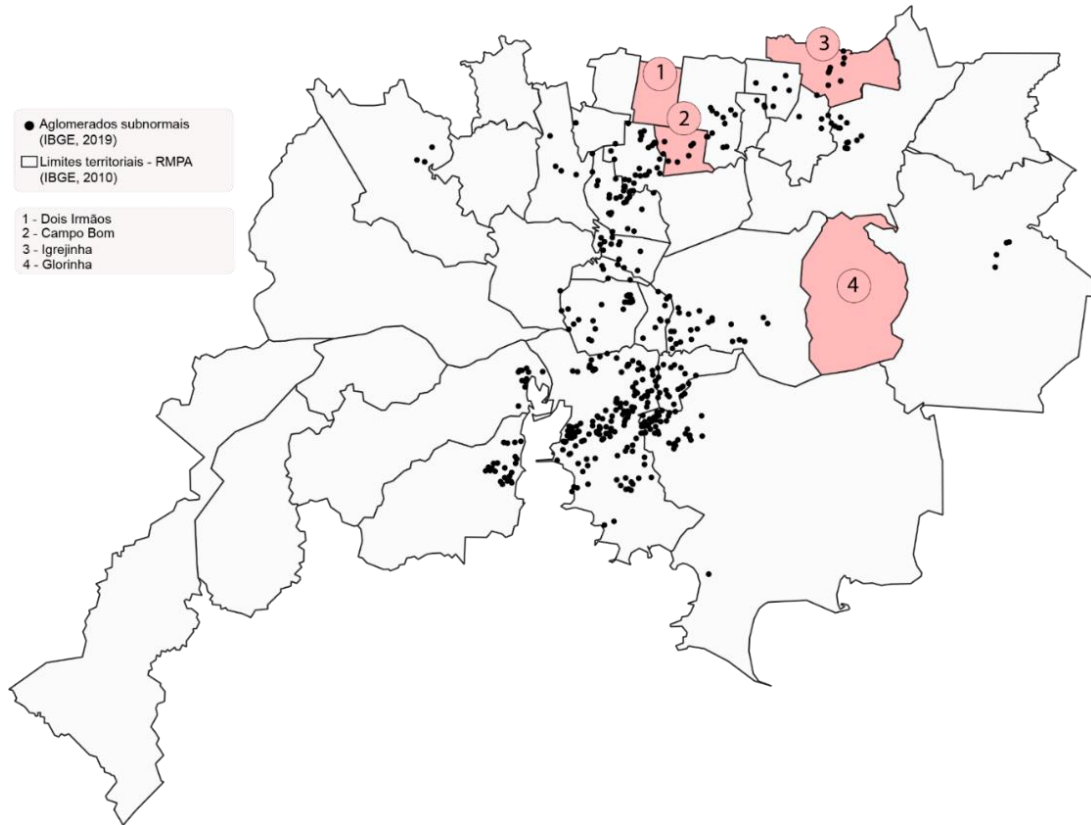 Aglomerados subnormais
(IBGE, 2019)
Limites territoriais - RMPA
(IBGE, 2010)
1 - Dois Irmãos
2 - Campo Bom
3 - Igrejinha
4 - Glorinha
1
2
3
4